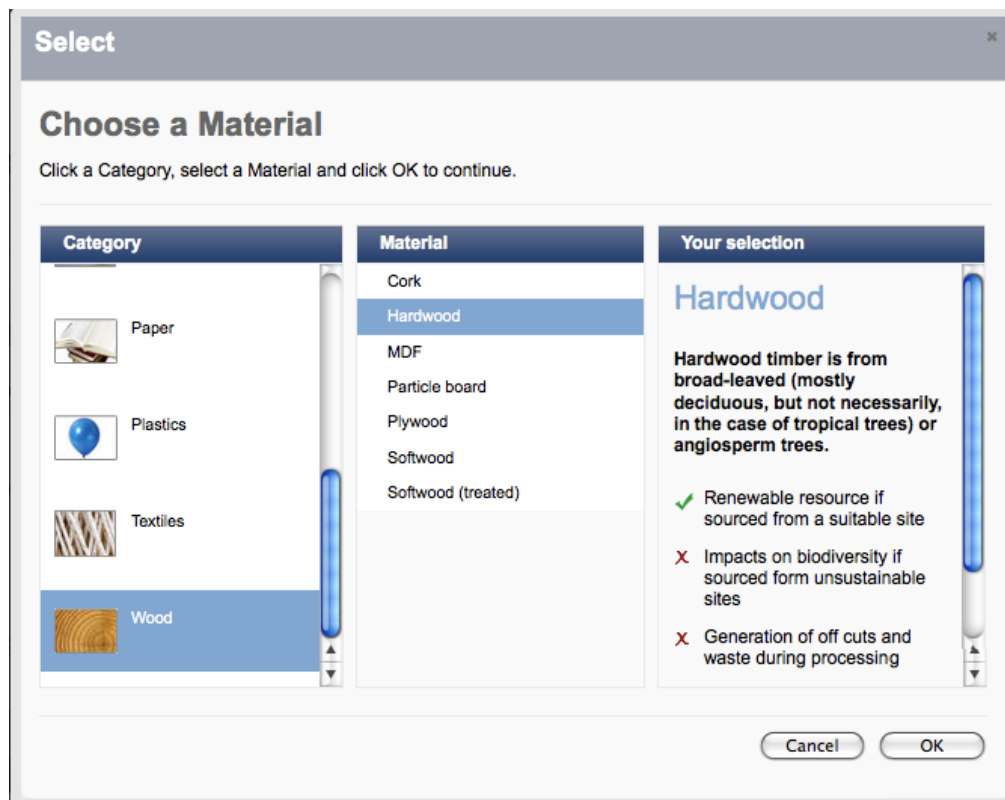 Select
Choose a Material
Click a Category, select a Material and click OK to continue.
Category
Paper
Plastics
Textiles
Wood
Material
Cork
Hardwood
MDF
Particle board
Plywood
Softwood
Softwood (treated)
Your selection
Hardwood
Hardwood timber is from
broad-leaved (mostly
deciduous, but not necessarily,
in the case of tropical trees) or
angiosperm trees.
Renewable resource if
sourced from a suitable site
Impacts on biodiversity if
sourced form unsustainable
sites
Generation of off cuts and
waste during processing
Cancel
OK